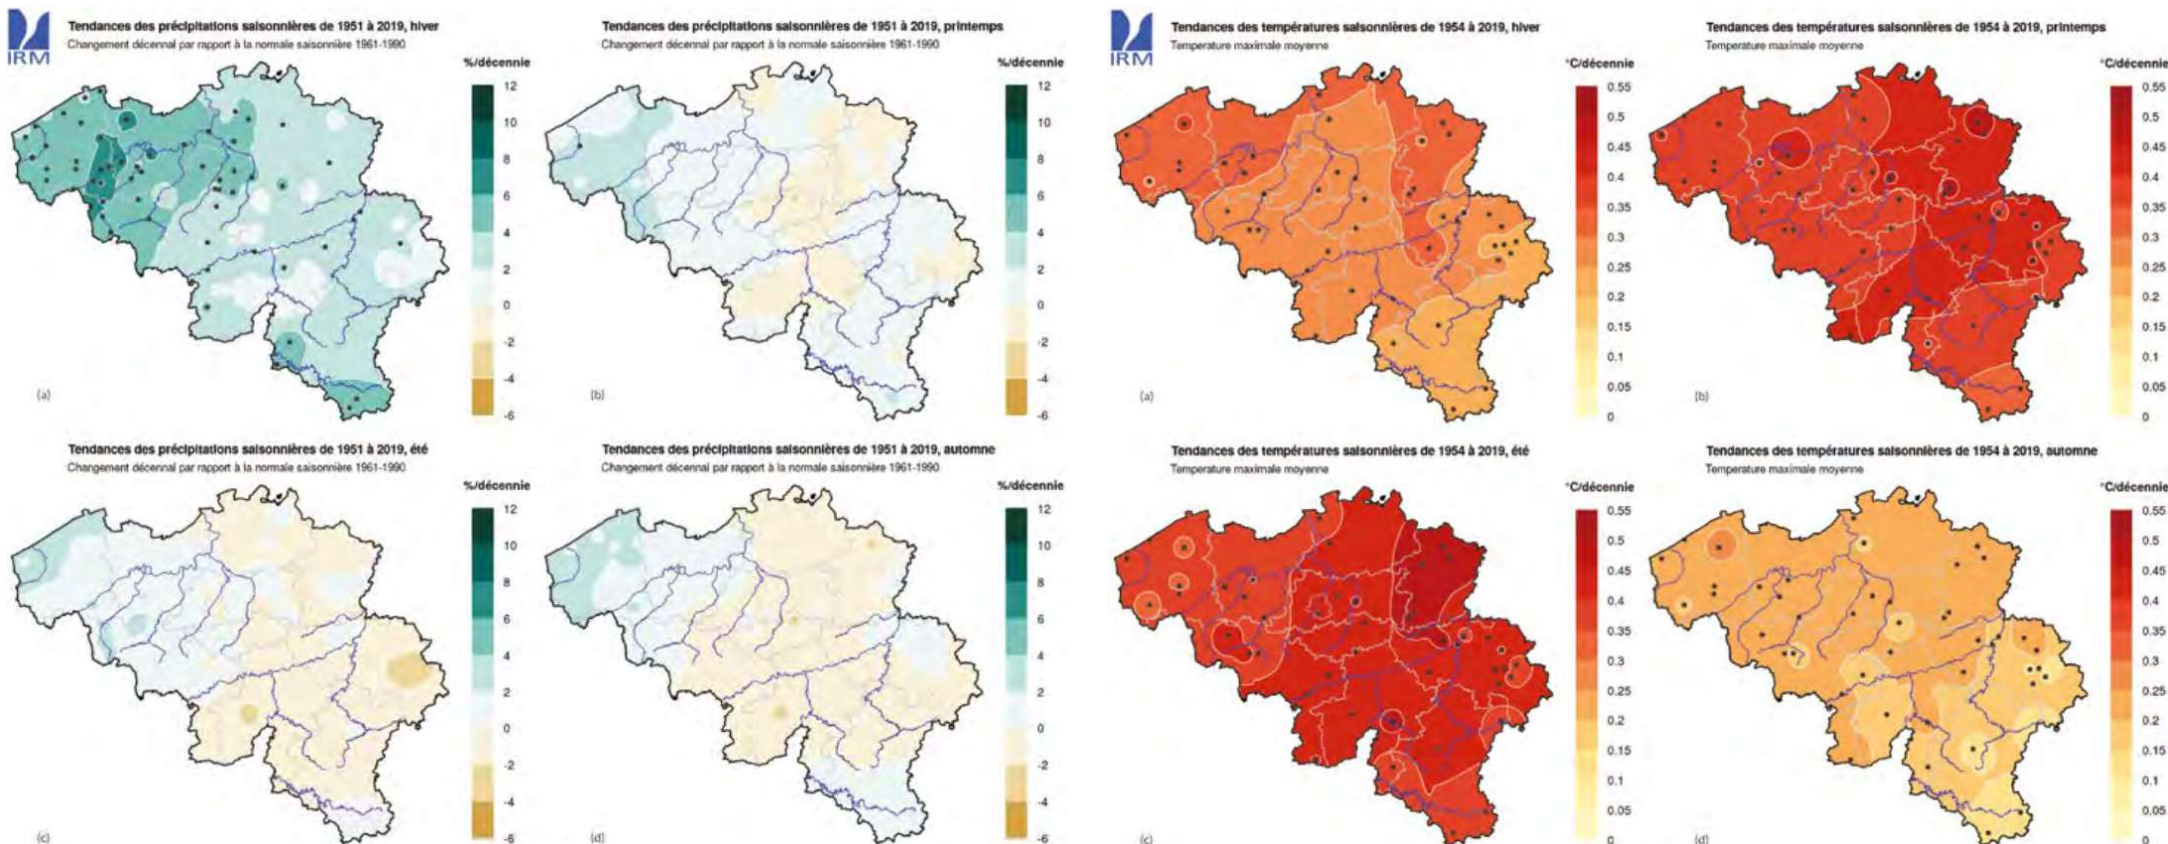 IRM
Tendances des précipitations saisonnières de 1951 à 2019, hiver
Changement décennal par rapport à la normale saisonnière 1961-1990
%/décennie
12
10
8
6
4
2
0
-2
-4
-6
(a)
Tendances des précipitations saisonnières de 1951 à 2019, printemps
Changement décennal par rapport à la normale saisonnière 1961-1990
%/décennie
12
10
8
6
4
2
0
-2
-4
-6
(b)
Tendances des précipitations saisonnières de 1951 à 2019, été
Changement décennal par rapport à la normale saisonnière 1961-1990
%/décennie
12
10
8
6
4
2
0
-2
-4
-6
(c)
Tendances des précipitations saisonnières de 1951 à 2019, automne
Changement décennal par rapport à la normale saisonnière 1961-1990
%/décennie
12
10
8
6
4
2
0
-2
-4
-6
(d)
IRM
Tendances des températures saisonnières de 1954 à 2019, hiver
Temperature maximale moyenne
°C/décennie
0.55
0.5
0.45
0.4
0.35
0.3
0.25
0.2
0.15
0.1
0.05
0
(a)
Tendances des températures saisonnières de 1954 à 2019, printemps
Temperature maximale moyenne
°C/décennie
0.55
0.5
0.45
0.4
0.35
0.3
0.25
0.2
0.15
0.1
0.05
0
(b)
Tendances des températures saisonnières de 1954 à 2019, été
Temperature maximale moyenne
°C/décennie
0.55
0.5
0.45
0.4
0.35
0.3
0.25
0.2
0.15
0.1
0.05
0
(c)
Tendances des températures saisonnières de 1954 à 2019, automne
Temperature maximale moyenne
°C/décennie
0.55
0.5
0.45
0.4
0.35
0.3
0.25
0.2
0.15
0.1
0.05
0
(d)